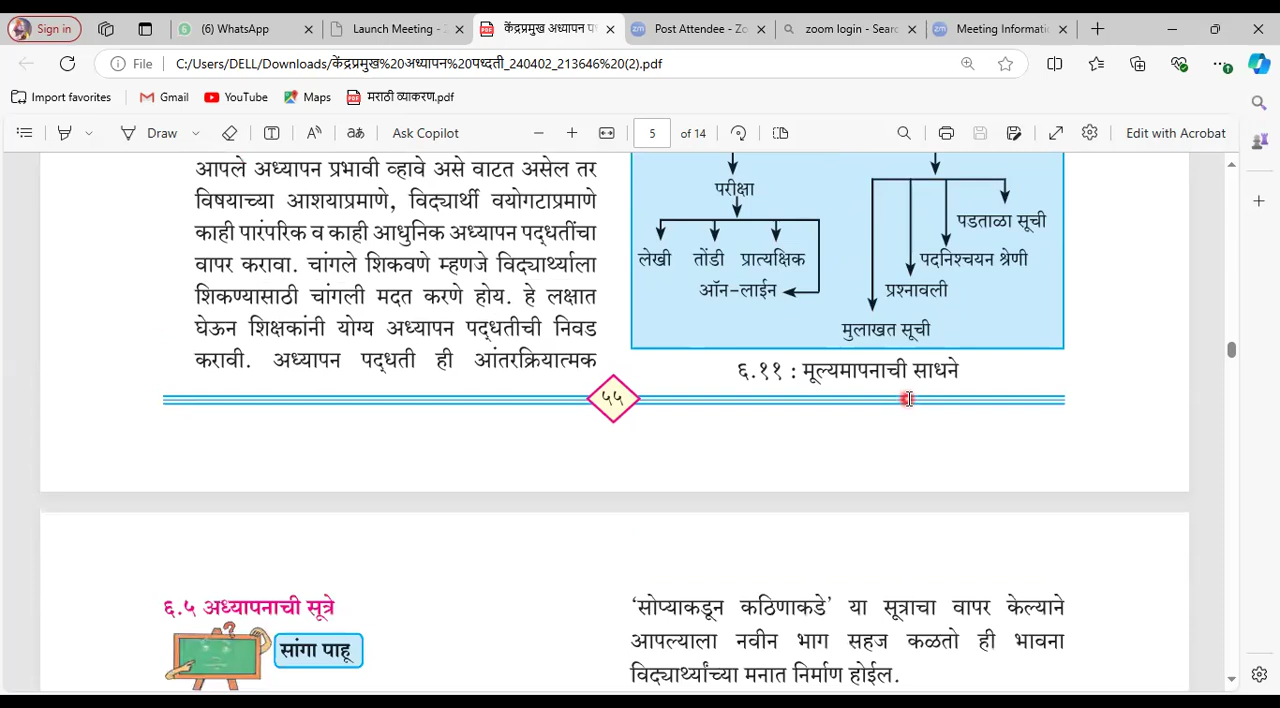 Sign in
(6) WhatsApp
Launch Meeting -
केंद्रप्रमुख अध्यापन प
Post Attendee - Zo
zoom login - Searc
Meeting Informati
File
C:/Users/DELL/Downloads/केंद्रप्रमुख%20अध्यापन%20पध्दती_240402_213646%20(2).pdf
Import favorites
Gmail
YouTube
Maps
मराठी व्याकरण.pdf
Draw
Ask Copilot
5
of 14
Edit with Acrobat
आपले अध्यापन प्रभावी व्हावे असे वाटत असेल तर
विषयाच्या आशयाप्रमाणे, विद्यार्थी वयोगटाप्रमाणे
काही पारंपरिक व काही आधुनिक अध्यापन पद्धतींचा
वापर करावा. चांगले शिकवणे म्हणजे विद्यार्थ्याला
शिकण्यासाठी चांगली मदत करणे होय. हे लक्षात
घेऊन शिक्षकांनी योग्य अध्यापन पद्धतीची निवड
करावी. अध्यापन पद्धती ही आंतरक्रियात्मक
परीक्षा
लेखी तोंडी प्रात्यक्षिक
ऑन-लाईन
पडताळा सूची
पदनिश्चयन श्रेणी
प्रश्नावली
मुलाखत सूची
६.११ : मूल्यमापनाची साधने
५५
६.५ अध्यापनाची सूत्रे
?
सांगा पाहू
‘सोप्याकडून कठिणाकडे’ या सूत्राचा वापर केल्याने
आपल्याला नवीन भाग सहज कळतो ही भावना
विद्यार्थ्यांच्या मनात निर्माण होईल.